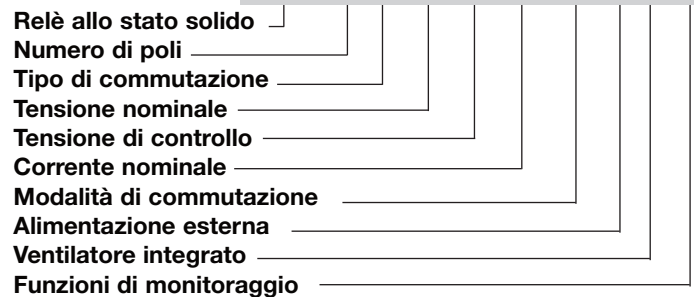 Relè allo stato solido
Numero di poli
Tipo di commutazione
Tensione nominale
Tensione di controllo
Corrente nominale
Modalità di commutazione
Alimentazione esterna
Ventilatore integrato
Funzioni di monitoraggio